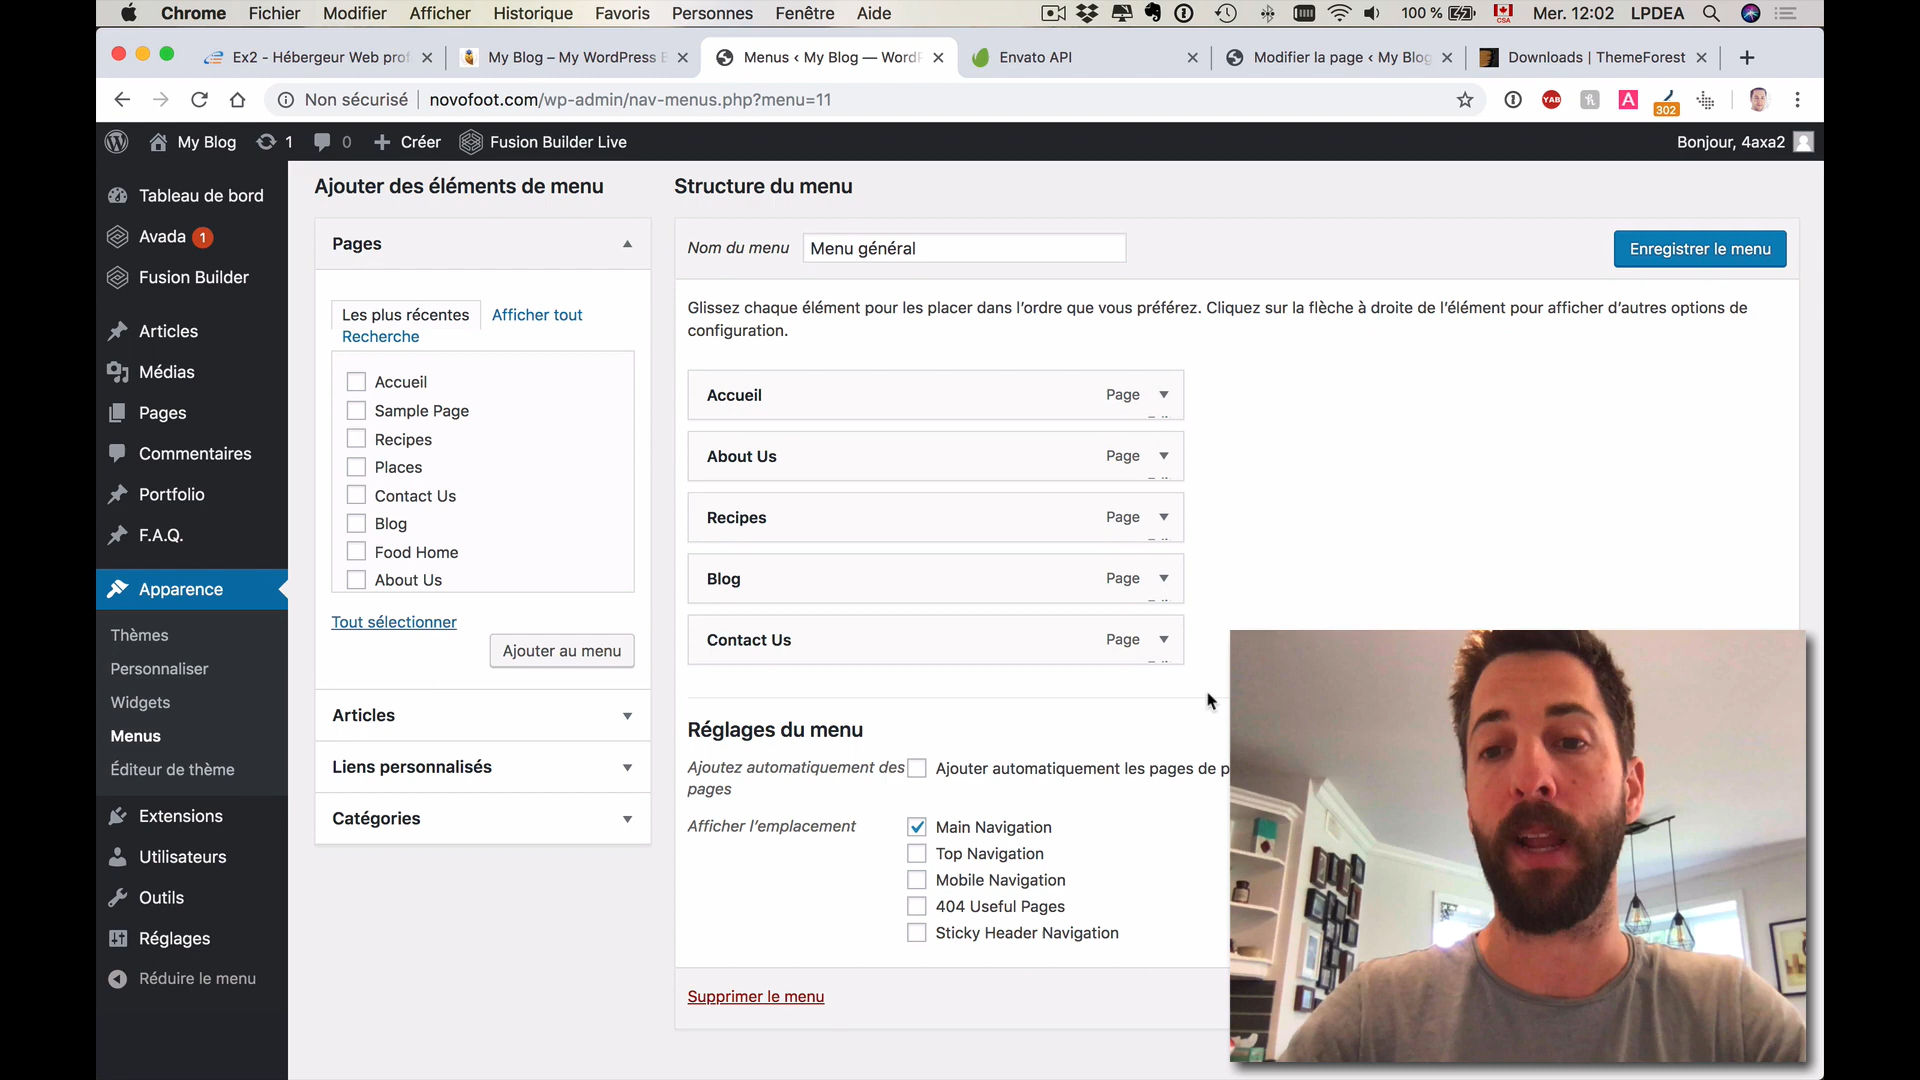 Chrome Fichier Modifier Afficher Historique Favoris Personnes Fenêtre Aide
100 % CSA Mer. 12:02 LPDEA
Ex2 - Hébergeur Web prof
My Blog – My WordPress B
Menus ‹ My Blog — WordP
Envato API
Modifier la page ‹ My Blog
Downloads | ThemeForest
Non sécurisé novofoot.com/wp-admin/nav-menus.php?menu=11
YAB
A
302
My Blog 1 0 Créer Fusion Builder Live
Bonjour, 4axa2
Tableau de bord
Avada 1
Fusion Builder
Articles
Médias
Pages
Commentaires
Portfolio
F.A.Q.
Apparence
Thèmes
Personnaliser
Widgets
Menus
Éditeur de thème
Extensions
Utilisateurs
Outils
Réglages
Réduire le menu
Ajouter des éléments de menu
Pages
Les plus récentes Afficher tout
Recherche
Accueil
Sample Page
Recipes
Places
Contact Us
Blog
Food Home
About Us
Tout sélectionner
Ajouter au menu
Articles
Liens personnalisés
Catégories
Structure du menu
Nom du menu Menu général
Enregistrer le menu
Glissez chaque élément pour les placer dans l’ordre que vous préférez. Cliquez sur la flèche à droite de l’élément pour afficher d’autres options de
configuration.
Accueil Page
About Us Page
Recipes Page
Blog Page
Contact Us Page
Réglages du menu
Ajoutez automatiquement des Ajouter automatiquement les pages de p
pages
Afficher l’emplacement Main Navigation
Top Navigation
Mobile Navigation
404 Useful Pages
Sticky Header Navigation
Supprimer le menu